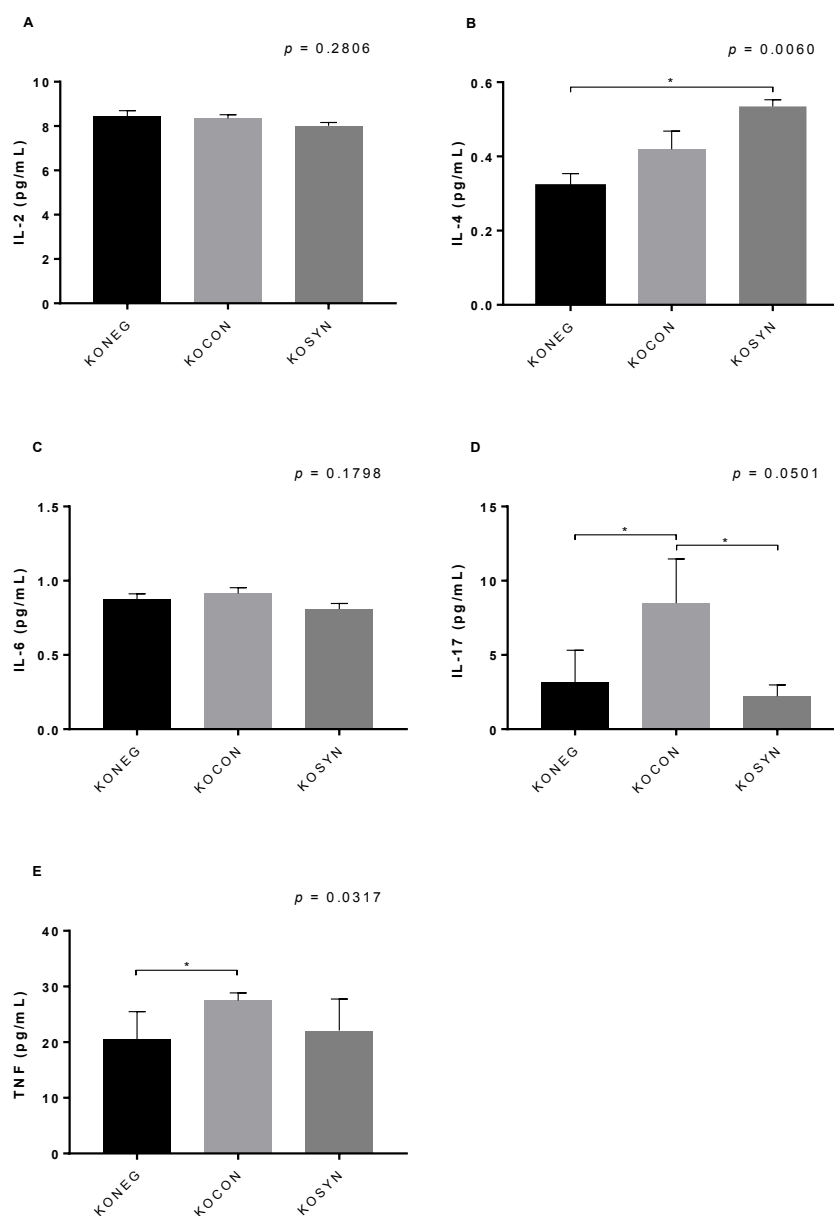 A
p = 0.2806
10
8
6
4
2
0
IL-2 (pg/mL)
KONEG
KOCON
KOSYN
B
p = 0.0060
*
0.6
0.4
0.2
0.0
IL-4 (pg/mL)
KONEG
KOCON
KOSYN
C
p = 0.1798
1.5
1.0
0.5
0.0
IL-6 (pg/mL)
KONEG
KOCON
KOSYN
D
p = 0.0501
*
*
15
10
5
0
IL-17 (pg/mL)
KONEG
KOCON
KOSYN
E
p = 0.0317
*
40
30
20
10
0
TNF (pg/mL)
KONEG
KOCON
KOSYN